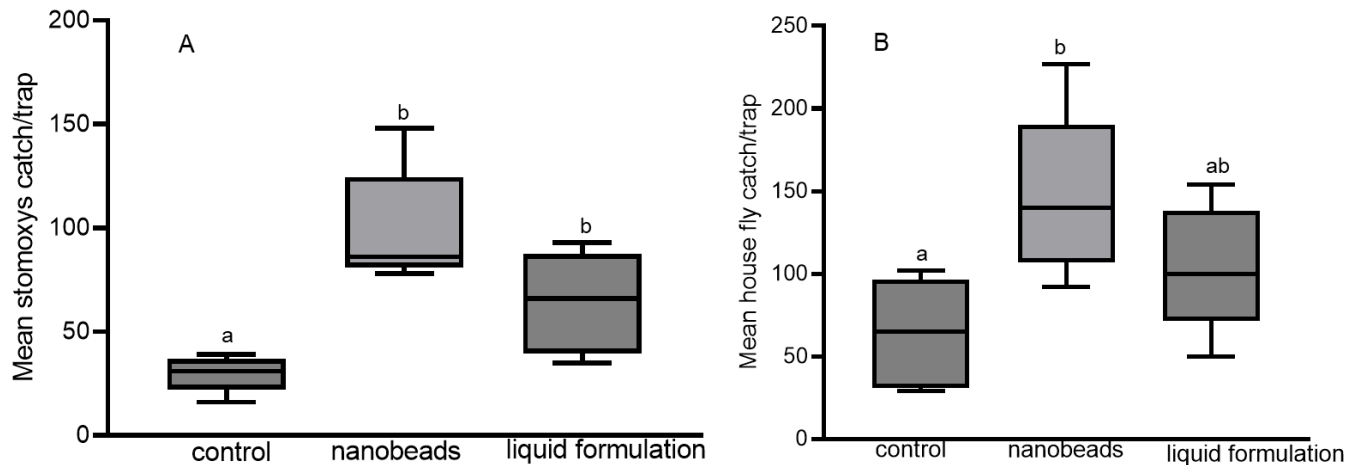 A
Mean stomoxys catch/trap
200
150
100
50
0
a
b
b
control
nanobeads
liquid formulation
B
Mean house fly catch/trap
250
200
150
100
50
0
a
b
ab
control
nanobeads
liquid formulation